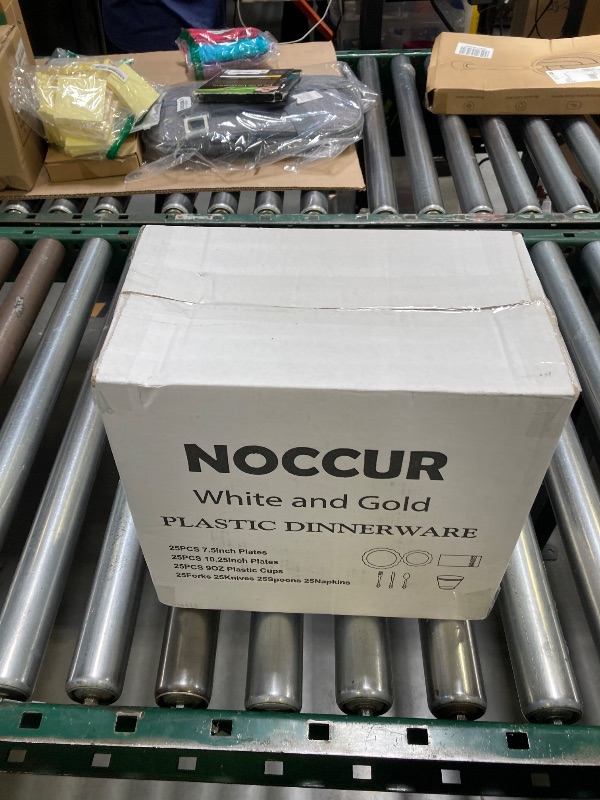 NOCCUR
White and Gold
PLASTIC DINNERWARE
25PCS 7.5Inch Plates
25PCS 10.25Inch Plates
25PCS 9OZ Plastic Cups
25Forks 25Knives 25Spoons 25Napkins